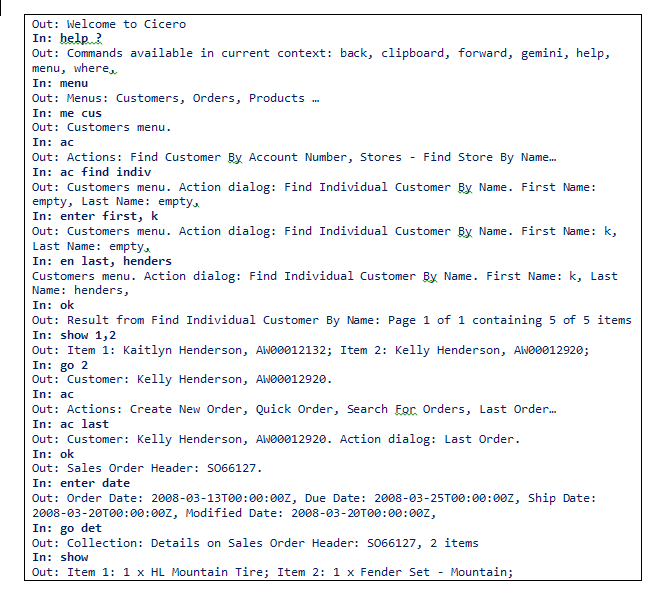 Out: Welcome to Cicero
In: help ?
Out: Commands available in current context: back, clipboard, forward, gemini, help,
menu, where,
In: menu
Out: Menus: Customers, Orders, Products …
In: me cus
Out: Customers menu.
In: ac
Out: Actions: Find Customer By Account Number, Stores - Find Store By Name…
In: ac find indiv
Out: Customers menu. Action dialog: Find Individual Customer By Name. First Name:
empty, Last Name: empty,
In: enter first, k
Out: Customers menu. Action dialog: Find Individual Customer By Name. First Name: k,
Last Name: empty,
In: en last, henders
Customers menu. Action dialog: Find Individual Customer By Name. First Name: k, Last
Name: henders,
In: ok
Out: Result from Find Individual Customer By Name: Page 1 of 1 containing 5 of 5 items
In: show 1,2
Out: Item 1: Kaitlyn Henderson, AW00012132; Item 2: Kelly Henderson, AW00012920;
In: go 2
Out: Customer: Kelly Henderson, AW00012920.
In: ac
Out: Actions: Create New Order, Quick Order, Search For Orders, Last Order…
In: ac last
Out: Customer: Kelly Henderson, AW00012920. Action dialog: Last Order.
In: ok
Out: Sales Order Header: SO66127.
In: enter date
Out: Order Date: 2008-03-13T00:00:00Z, Due Date: 2008-03-25T00:00:00Z, Ship Date:
2008-03-20T00:00:00Z, Modified Date: 2008-03-20T00:00:00Z,
In: go det
Out: Collection: Details on Sales Order Header: SO66127, 2 items
In: show
Out: Item 1: 1 x HL Mountain Tire; Item 2: 1 x Fender Set - Mountain;